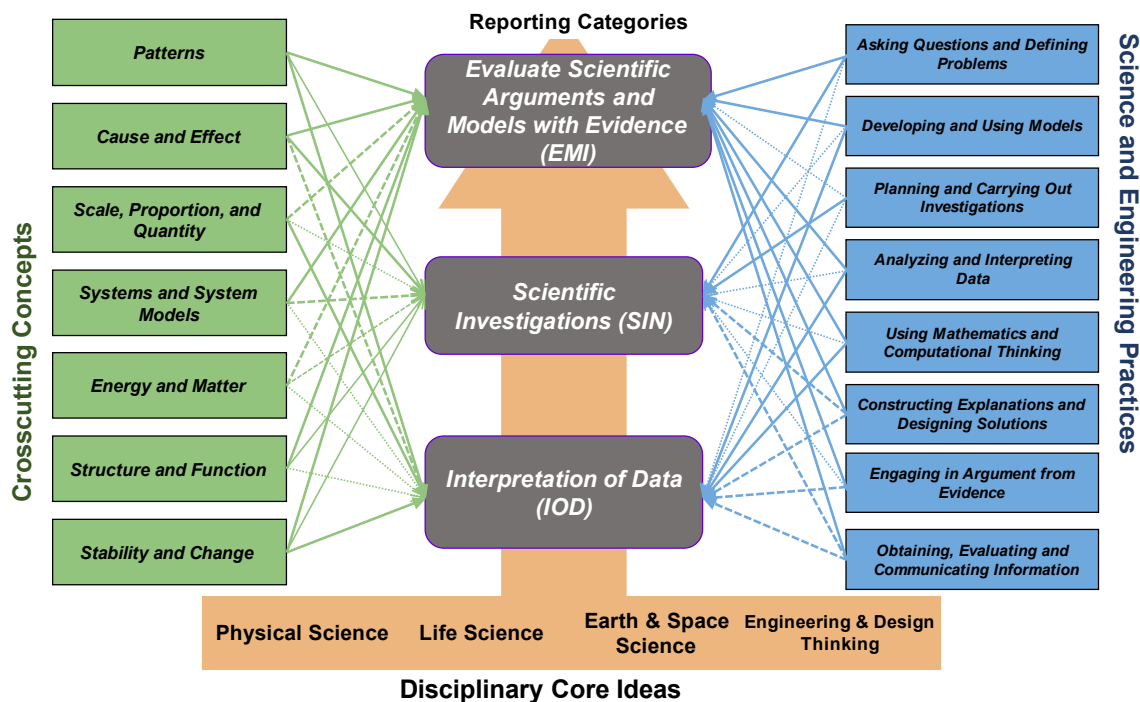 Reporting Categories
Crosscutting Concepts
Patterns
Cause and Effect
Scale, Proportion, and
Quantity
Systems and System
Models
Energy and Matter
Structure and Function
Stability and Change
Evaluate Scientific
Arguments and
Models with Evidence
(EMI)
Scientific
Investigations (SIN)
Interpretation of Data
(IOD)
Asking Questions and Defining
Problems
Developing and Using Models
Planning and Carrying Out
Investigations
Analyzing and Interpreting
Data
Using Mathematics and
Computational Thinking
Constructing Explanations and
Designing Solutions
Engaging in Argument from
Evidence
Obtaining, Evaluating and
Communicating Information
Science and Engineering Practices
Physical Science
Life Science
Earth & Space
Science
Engineering & Design
Thinking
Disciplinary Core Ideas